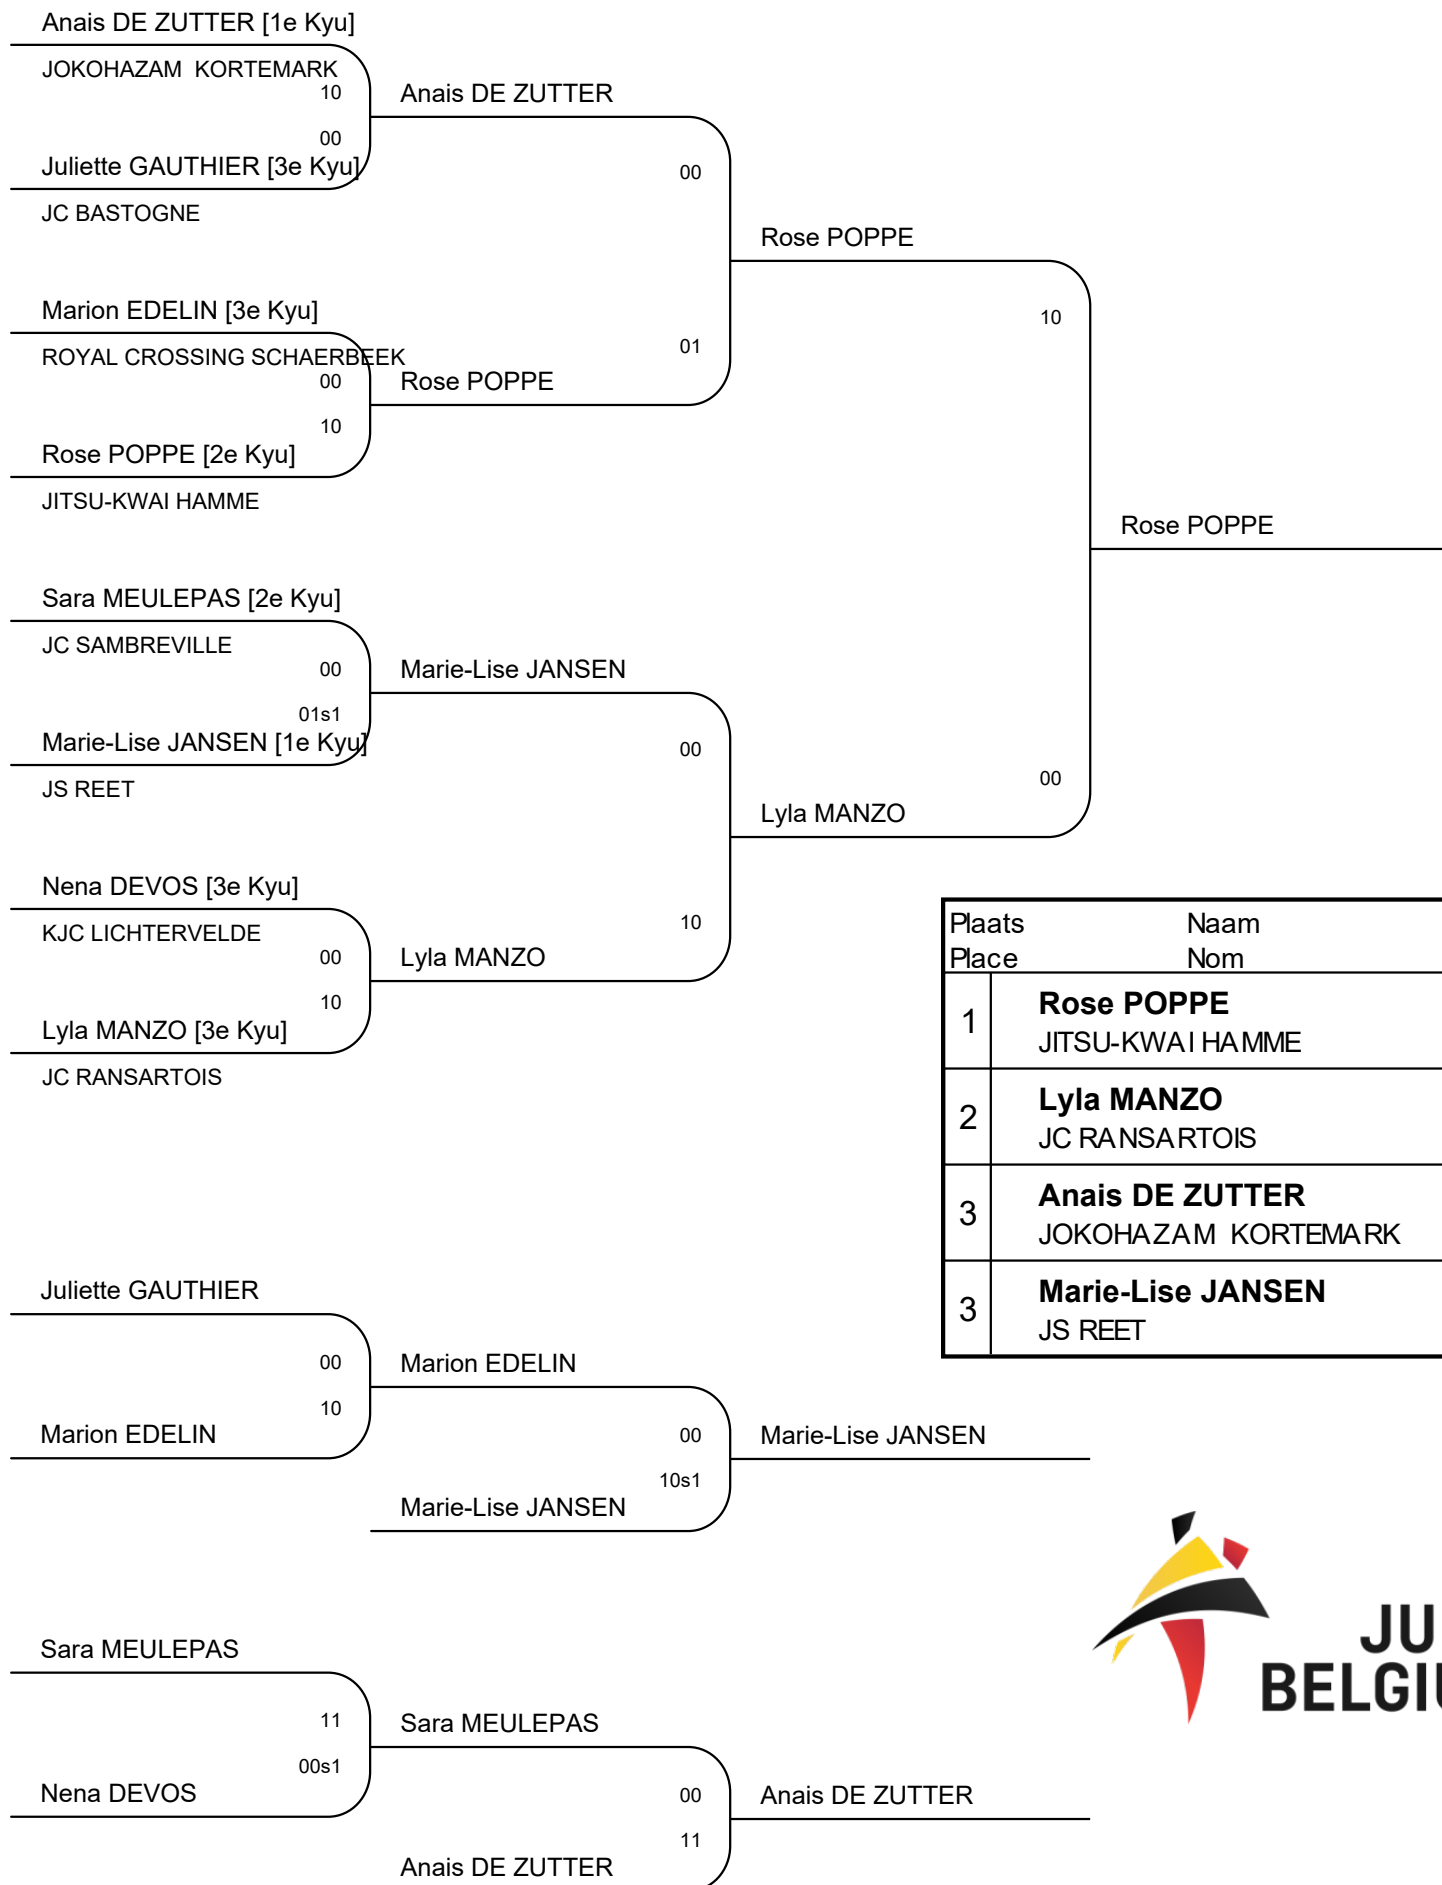 Anais DE ZUTTER [1e Kyu]
JOKOHAZAM KORTEMARK
10
Anais DE ZUTTER
00
Juliette GAUTHIER [3e Kyu]
00
JC BASTOGNE
Rose POPPE
Marion EDELIN [3e Kyu]
10
ROYAL CROSSING SCHAERBEEK
01
00
Rose POPPE
10
Rose POPPE [2e Kyu]
JITSU-KWAI HAMME
Rose POPPE
Sara MEULEPAS [2e Kyu]
JC SAMBREVILLE
00
Marie-Lise JANSEN
01s1
Marie-Lise JANSEN [1e Kyu]
00
JS REET
00
Lyla MANZO
Nena DEVOS [3e Kyu]
KJC LICHTERVELDE
10
00
Lyla MANZO
10
Lyla MANZO [3e Kyu]
JC RANSARTOIS
Plaats Naam
Place Nom
1 Rose POPPE
JITSU-KWAI HAMME
2 Lyla MANZO
JC RANSARTOIS
3 Anais DE ZUTTER
JOKOHAZAM KORTEMARK
3 Marie-Lise JANSEN
JS REET
Juliette GAUTHIER
00
Marion EDELIN
10
Marion EDELIN
00
Marie-Lise JANSEN
10s1
Marie-Lise JANSEN
Sara MEULEPAS
11
Sara MEULEPAS
00s1
Nena DEVOS
00
Anais DE ZUTTER
11
Anais DE ZUTTER
JU
BELGIU